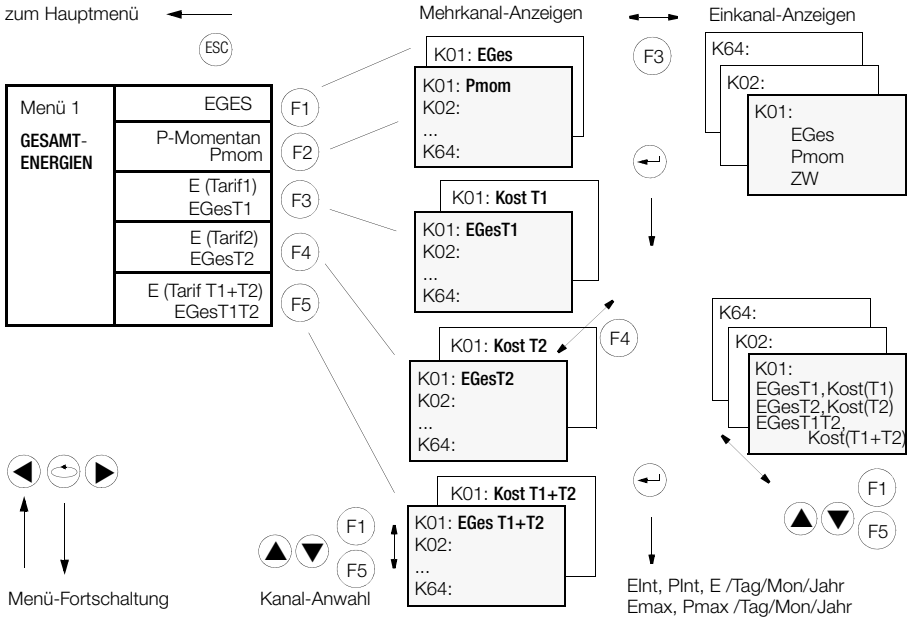 zum Hauptmenü
ESC
Mehrkanal-Anzeigen
Einkanal-Anzeigen
F3
Menü 1
GESAMT-
ENERGIEN
EGES
F1
P-Momentan
Pmom
F2
E (Tarif1)
EGesT1
F3
E (Tarif2)
EGesT2
F4
E (Tarif T1+T2)
EGesT1T2
F5
K01: EGes
K01: Pmom
K02:
...
K64:
K01: Kost T1
K01: EGesT1
K02:
...
K64:
K01: Kost T2
K01: EGesT2
K02:
...
K64:
F4
K01: Kost T1+T2
K01: EGes T1+T2
K02:
...
K64:
K64:
K02:
K01:
EGes
Pmom
ZW
K64:
K02:
K01:
EGesT1,Kost(T1)
EGesT2,Kost(T2)
EGesT1T2,
Kost(T1+T2)
F1
F5
Menü-Fortschaltung
F1
F5
Kanal-Anwahl
EInt, PInt, E /Tag/Mon/Jahr
Emax, Pmax /Tag/Mon/Jahr